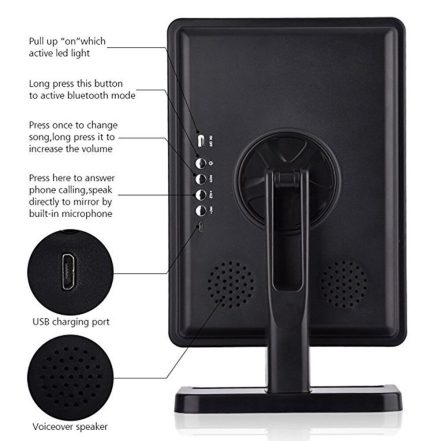 Pull up "on"which
active led light
Long press this button
to active bluetooth mode
Press once to change
song,long press it to
increase the volume
Press here to answer
phone calling,speak
directly to mirror by
built-in microphone
USB charging port
Voiceover speaker